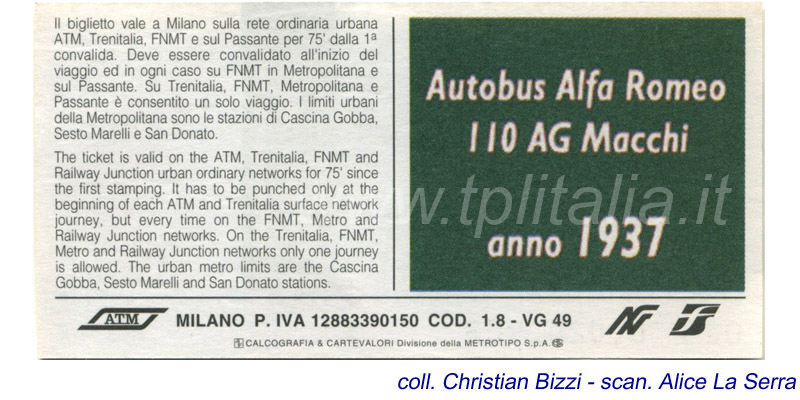 Il biglietto vale a Milano sulla rete ordinaria urbana
ATM, Trenitalia, FNMT e sul Passante per 75' dalla 1ª
convalida. Deve essere convalidato all'inizio del
viaggio ed in ogni caso su FNMT in Metropolitana e
sul Passante. Su Trenitalia, FNMT, Metropolitana e
Passante è consentito un solo viaggio. I limiti urbani
della Metropolitana sono le stazioni di Cascina Gobba,
Sesto Marelli e San Donato.
The ticket is valid on the ATM, Trenitalia, FNMT and
Railway Junction urban ordinary networks for 75' since
the first stamping. It has to be punched only at the
beginning of each ATM and Trenitalia surface network
journey, but every time on the FNMT, Metro and
Railway Junction networks. On the Trenitalia, FNMT,
Metro and Railway Junction networks only one journey
is allowed. The urban metro limits are the Cascina
Gobba, Sesto Marelli and San Donato stations.
Autobus Alfa Romeo
110 AG Macchi
anno 1937
www.tplitalia.it
ATM MILANO P. IVA 12883390150 COD. 1.8 - VG 49
CALCOGRAFIA & CARTEVALORI Divisione della METROTIPO S.p.A.
coll. Christian Bizzi - scan. Alice La Serra